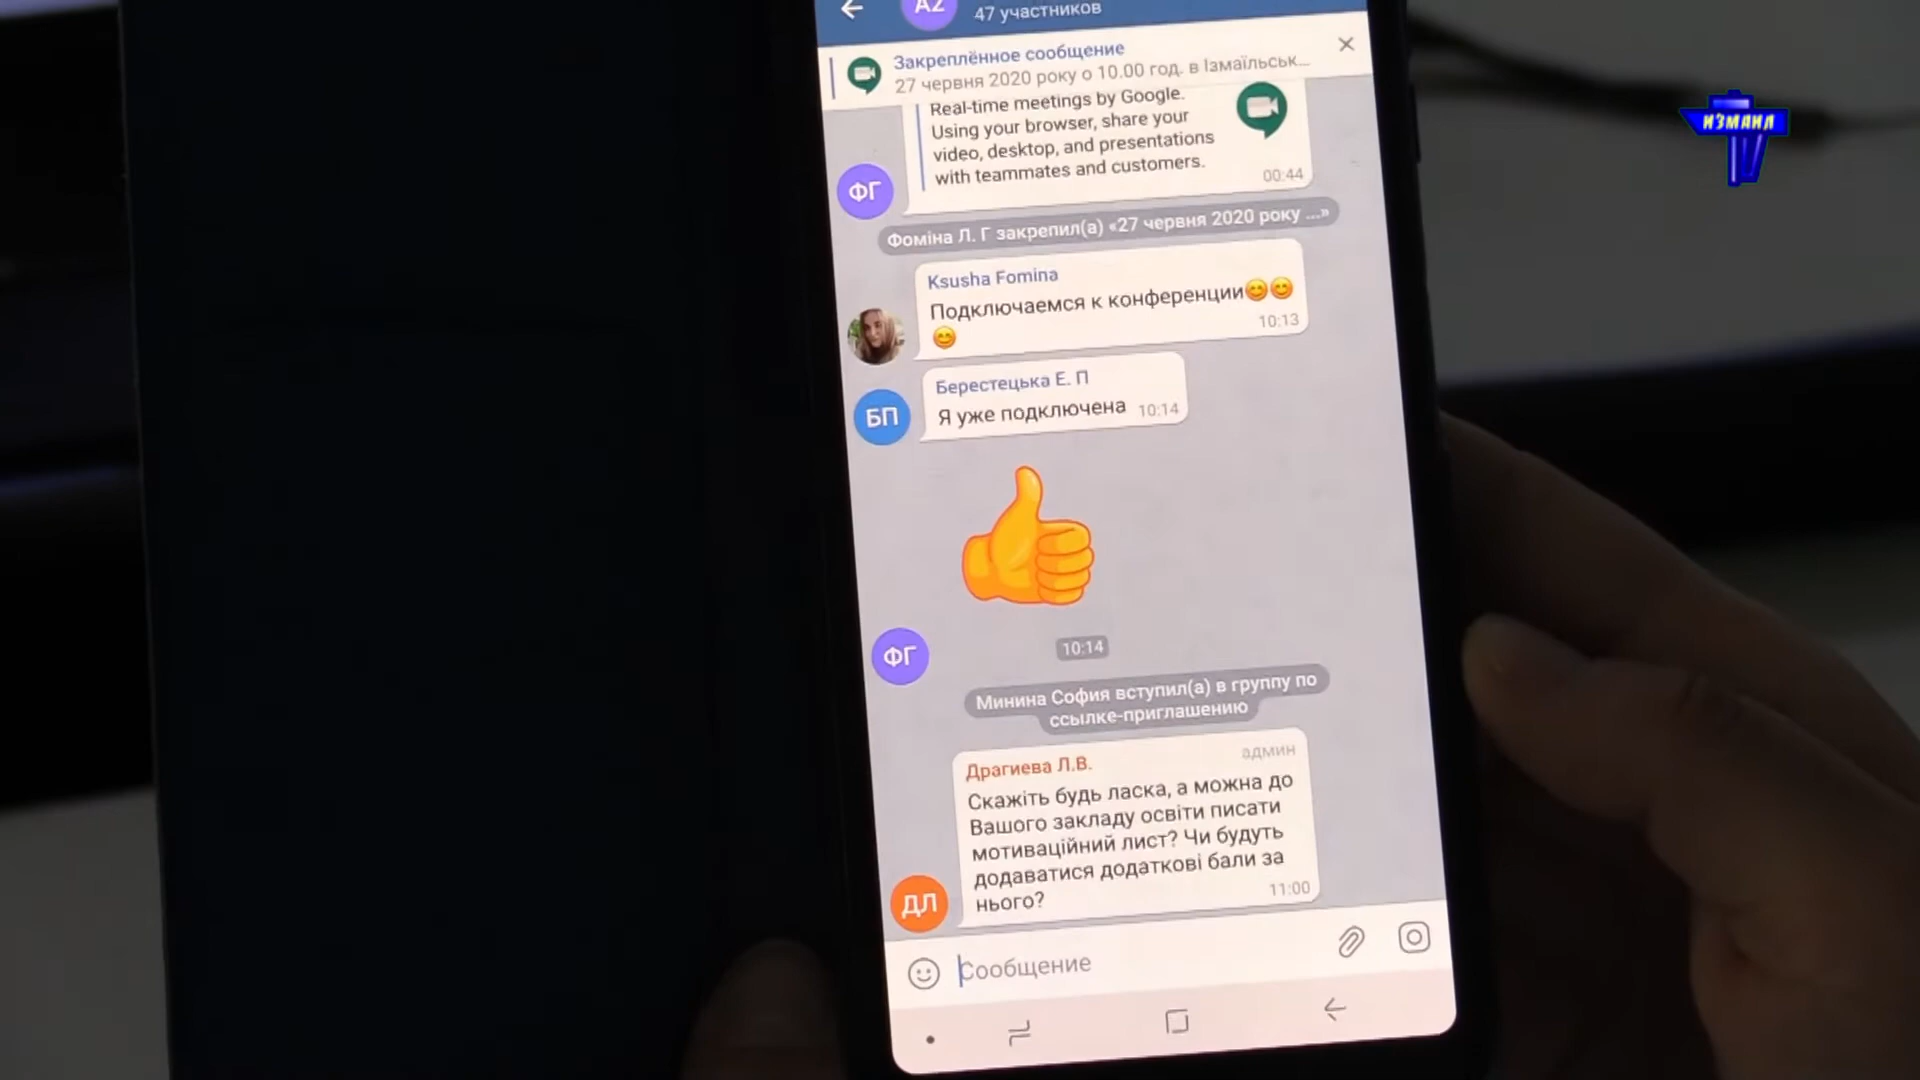 AZ
47 участников
Закреплённое сообщение
27 червня 2020 року о 10.00 год. в Ізмаїльськ...
Real-time meetings by Google.
Using your browser, share your
video, desktop, and presentations
with teammates and customers.
00:44
ФГ
Фоміна Л. Г закрепил(а) «27 червня 2020 року ...»
Ksusha Fomina
Подключаемся к конференции😊😊
😊
10:13
Берестецька Е. П
БП
Я уже подключена 10:14
ФГ
10:14
Минина София вступил(а) в группу по
ссылке-приглашению
Драгиева Л.В. админ
Скажіть будь ласка, а можна до
Вашого закладу освіти писати
мотиваційний лист? Чи будуть
додаватися додаткові бали за
нього? 11:00
ДЛ
Сообщение
ИЗМАИЛ
TV